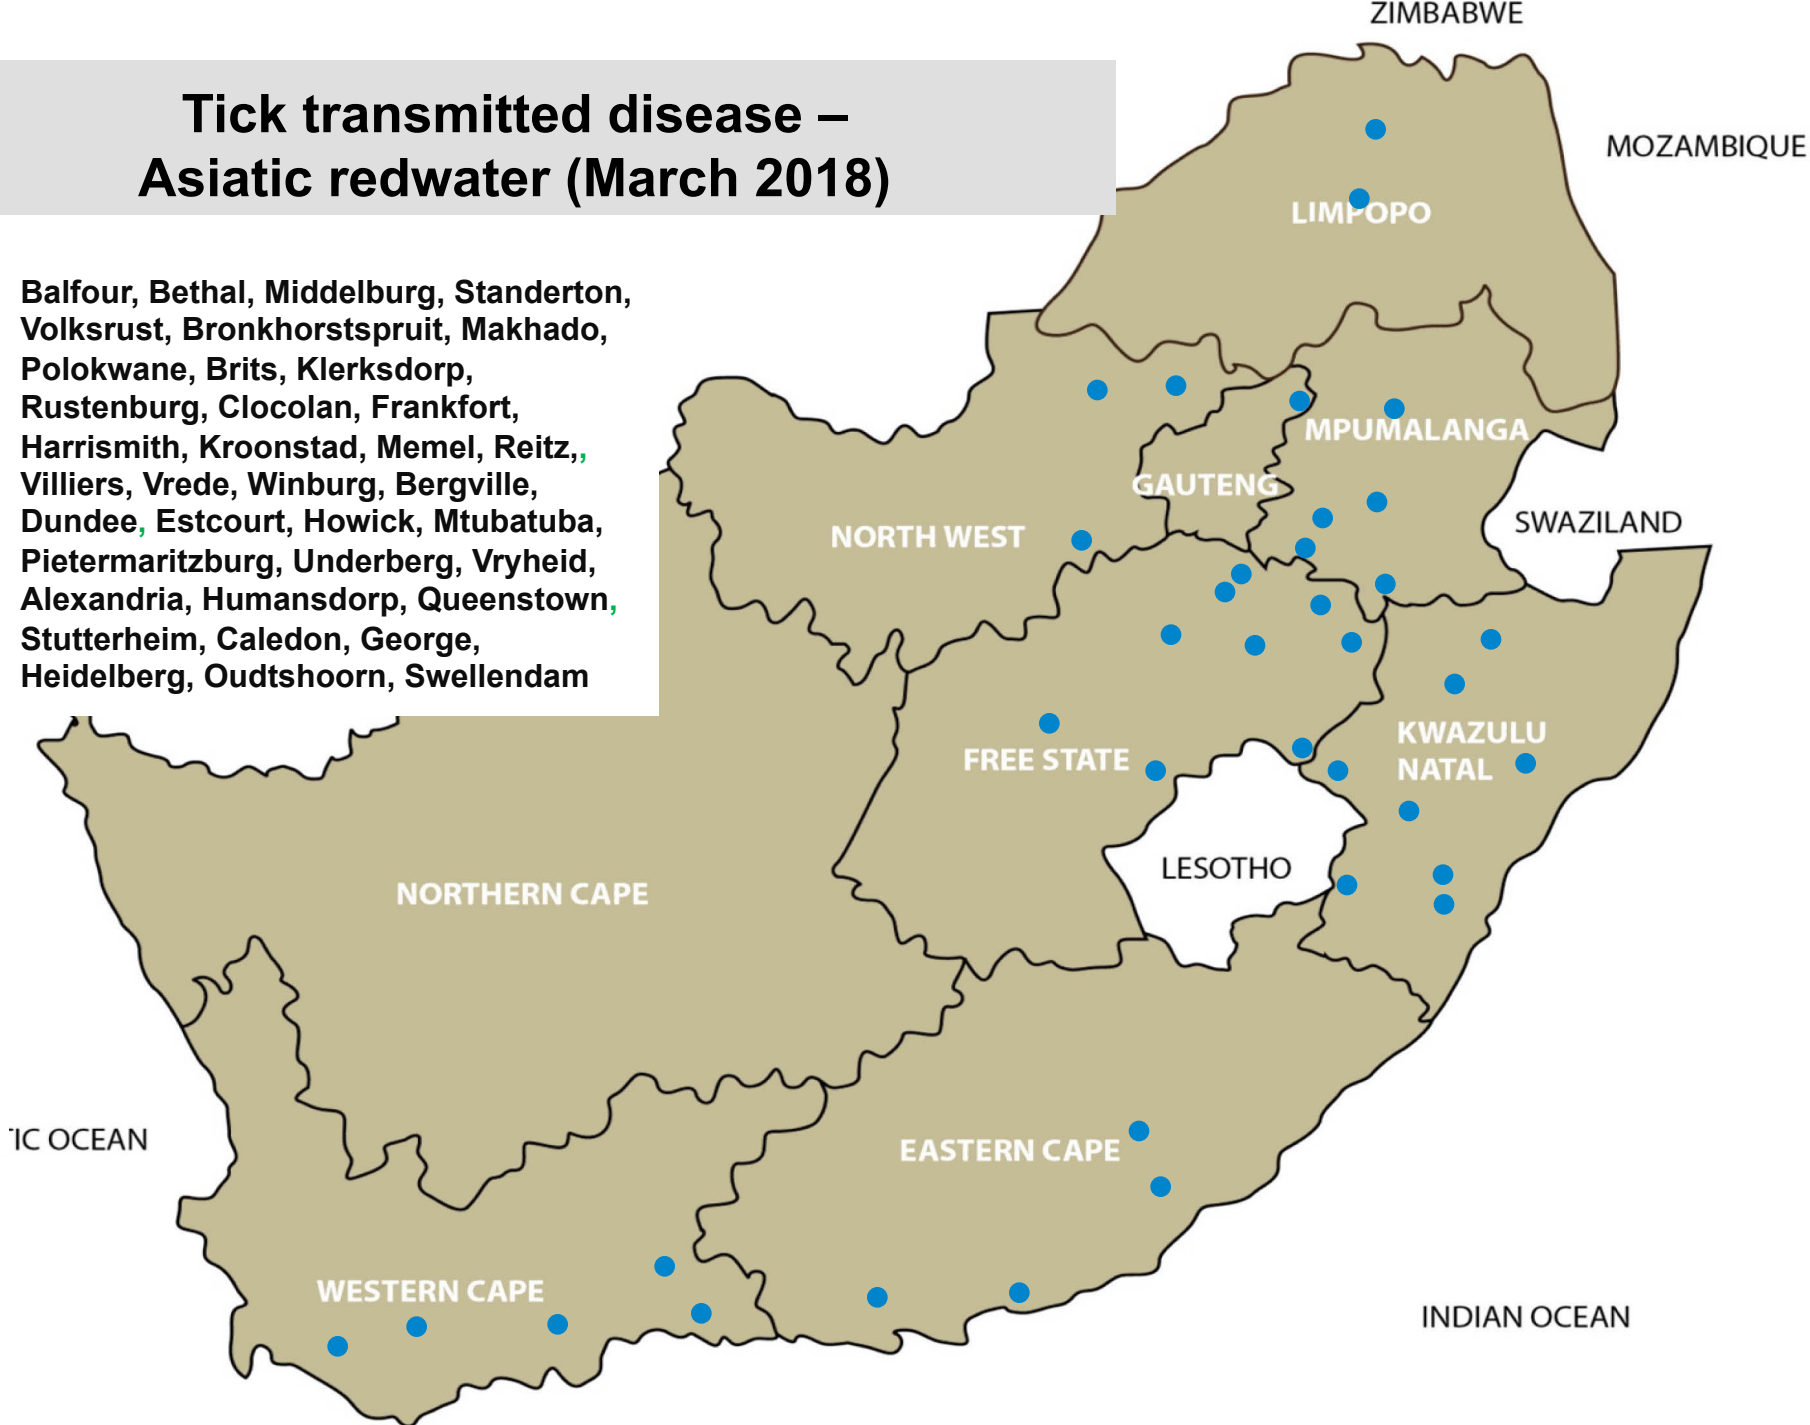 ZIMBABWE
Tick transmitted disease –
Asiatic redwater (March 2018)
MOZAMBIQUE
LIMPOPO
Balfour, Bethal, Middelburg, Standerton,
Volksrust, Bronkhorstspruit, Makhado,
Polokwane, Brits, Klerksdorp,
Rustenburg, Clocolan, Frankfort,
Harrismith, Kroonstad, Memel, Reitz,,
Villiers, Vrede, Winburg, Bergville,
Dundee, Estcourt, Howick, Mtubatuba,
Pietermaritzburg, Underberg, Vryheid,
Alexandria, Humansdorp, Queenstown,
Stutterheim, Caledon, George,
Heidelberg, Oudtshoorn, Swellendam
MPUMALANGA
GAUTENG
NORTH WEST
SWAZILAND
KWAZULU
NATAL
FREE STATE
LESOTHO
NORTHERN CAPE
TIC OCEAN
EASTERN CAPE
WESTERN CAPE
INDIAN OCEAN